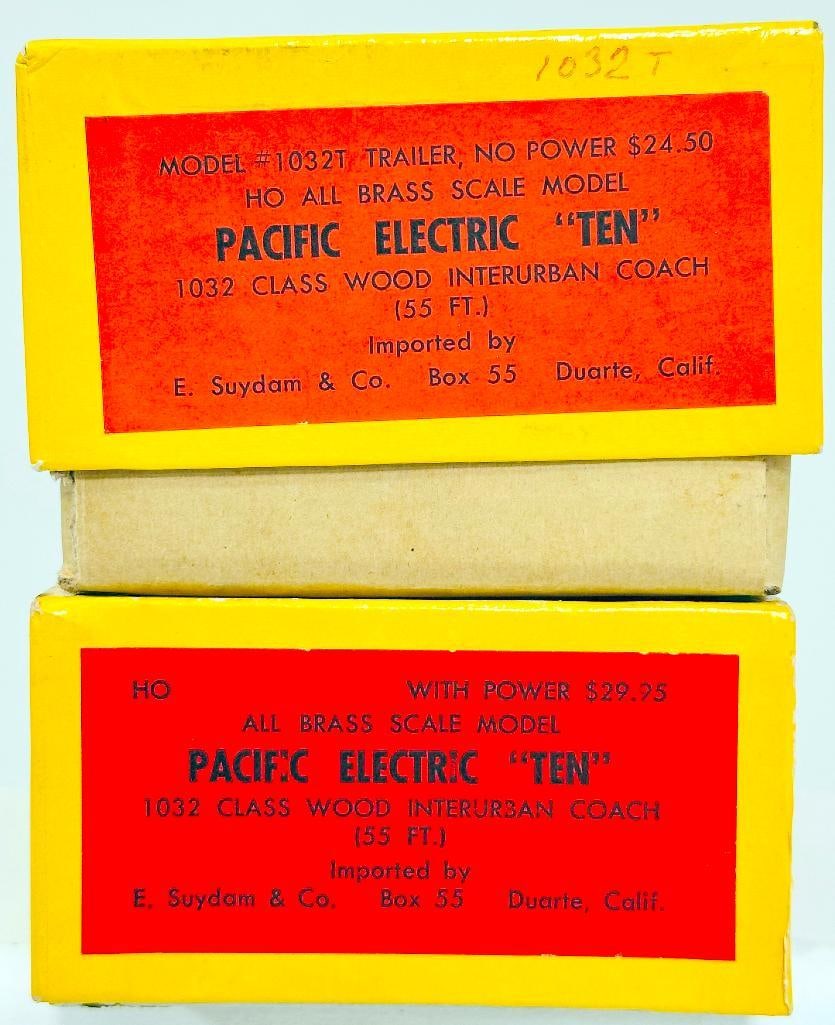 1032 T
MODEL #1032T TRAILER, NO POWER $24.50
HO ALL BRASS SCALE MODEL
PACIFIC ELECTRIC "TEN"
1032 CLASS WOOD INTERURBAN COACH
(55 FT.)
Imported by
E. Suydam & Co. Box 55 Duarte, Calif.
HO WITH POWER $29.95
ALL BRASS SCALE MODEL
PACIFIC ELECTRIC "TEN"
1032 CLASS WOOD INTERURBAN COACH
(55 FT.)
Imported by
E. Suydam & Co. Box 55 Duarte, Calif.